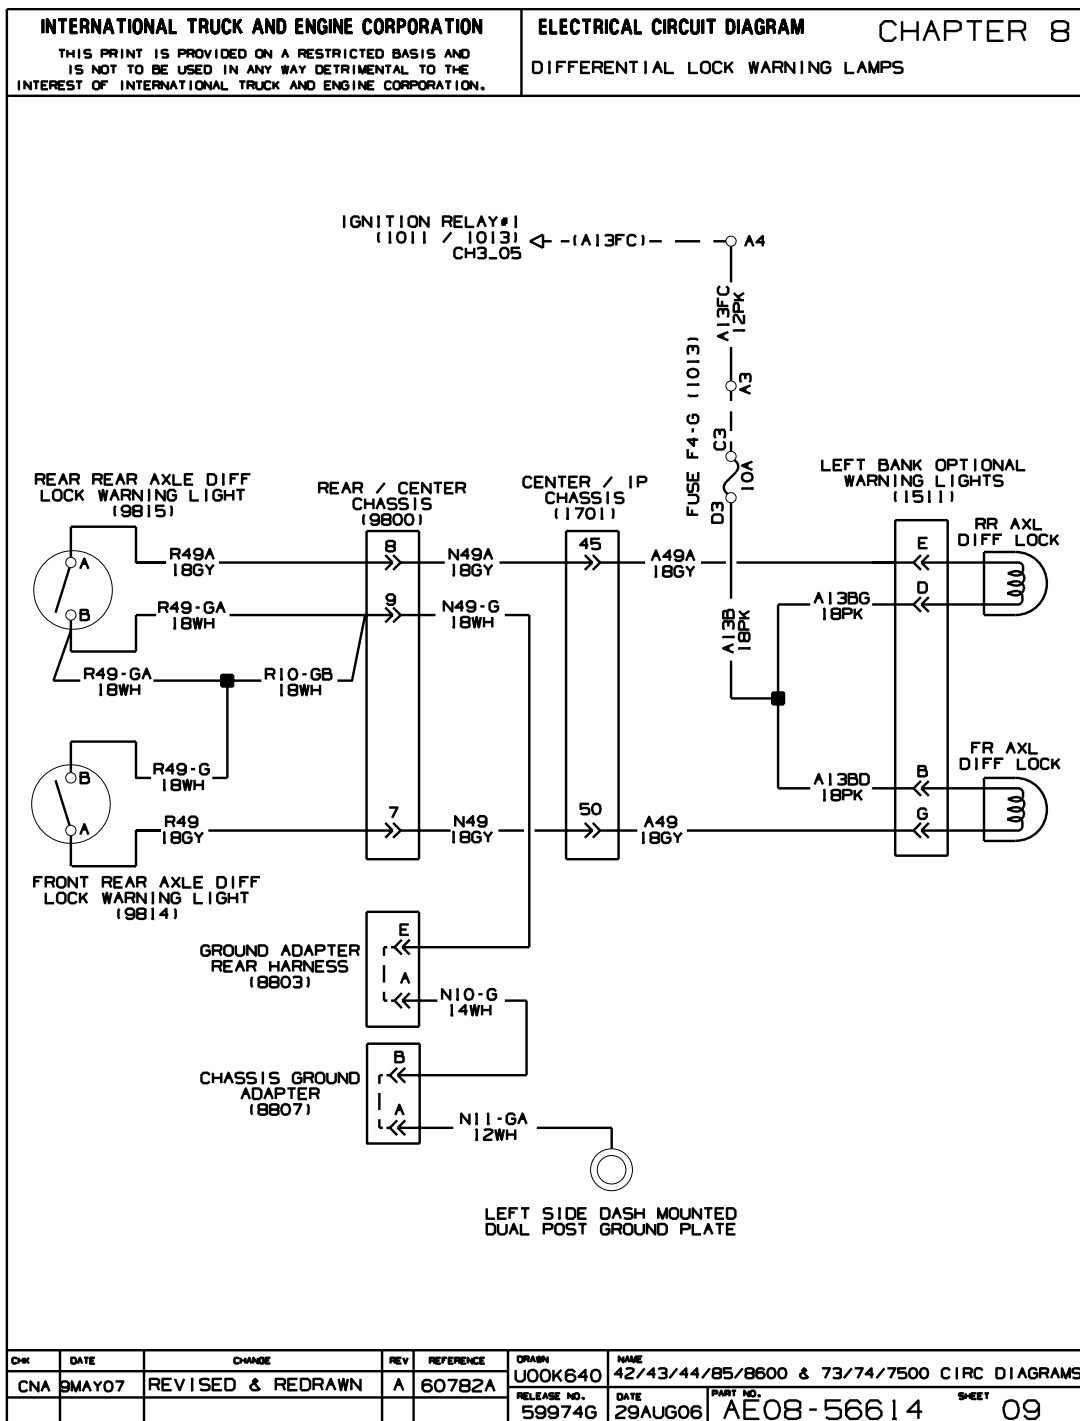 INTERNATIONAL TRUCK AND ENGINE CORPORATION
THIS PRINT IS PROVIDED ON A RESTRICTED BASIS AND
IS NOT TO BE USED IN ANY WAY DETRIMENTAL TO THE
INTEREST OF INTERNATIONAL TRUCK AND ENGINE CORPORATION.
ELECTRICAL CIRCUIT DIAGRAM
CHAPTER 8
DIFFERENTIAL LOCK WARNING LAMPS
IGNITION RELAY#1
(1011 / 1013)
CH3_05
(A13FC)
A4
A13FC
12PK
A3
FUSE F4-G (1013)
C3
10A
D3
A13B
18PK
REAR REAR AXLE DIFF
LOCK WARNING LIGHT
(9815)
REAR / CENTER
CHASSIS
(9800)
CENTER / IP
CHASSIS
(1701)
LEFT BANK OPTIONAL
WARNING LIGHTS
(1511)
RR AXL
DIFF LOCK
A
R49A
18GY
8
N49A
18GY
45
A49A
18GY
E
B
R49-GA
18WH
9
N49-G
18WH
A13BG
18PK
D
R49-GA
18WH
R10-GB
18WH
FR AXL
DIFF LOCK
B
R49-G
18WH
A13BD
18PK
B
A
R49
18GY
7
N49
18GY
50
A49
18GY
G
FRONT REAR AXLE DIFF
LOCK WARNING LIGHT
(9814)
GROUND ADAPTER
REAR HARNESS
(8803)
E
A
N10-G
14WH
CHASSIS GROUND
ADAPTER
(8807)
B
A
N11-GA
12WH
LEFT SIDE DASH MOUNTED
DUAL POST GROUND PLATE
CHK DATE CHANGE REV REFERENCE
CNA 9MAY07 REVISED & REDRAWN A 60782A
DRAWN
U00K640
NAME
42/43/44/85/8600 & 73/74/7500 CIRC DIAGRAMS
RELEASE NO.
59974G
DATE
29AUG06
PART NO.
AE08-56614
SHEET
09